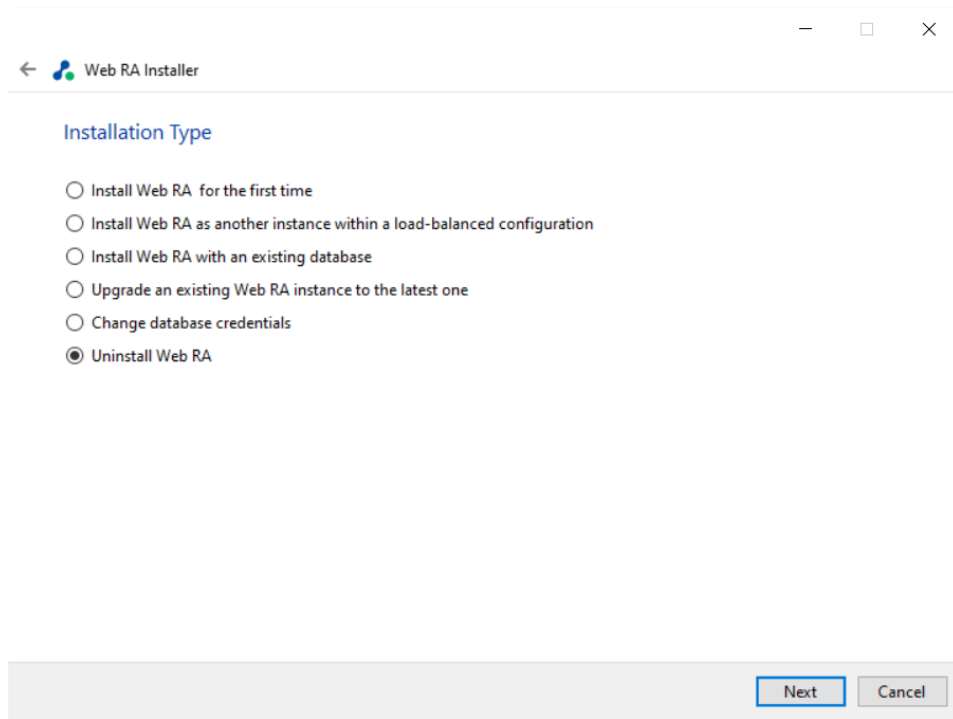 Web RA Installer
Installation Type
Install Web RA  for the first time
Install Web RA as another instance within a load-balanced configuration
Install Web RA with an existing database
Upgrade an existing Web RA instance to the latest one
Change database credentials
Uninstall Web RA
Next Cancel